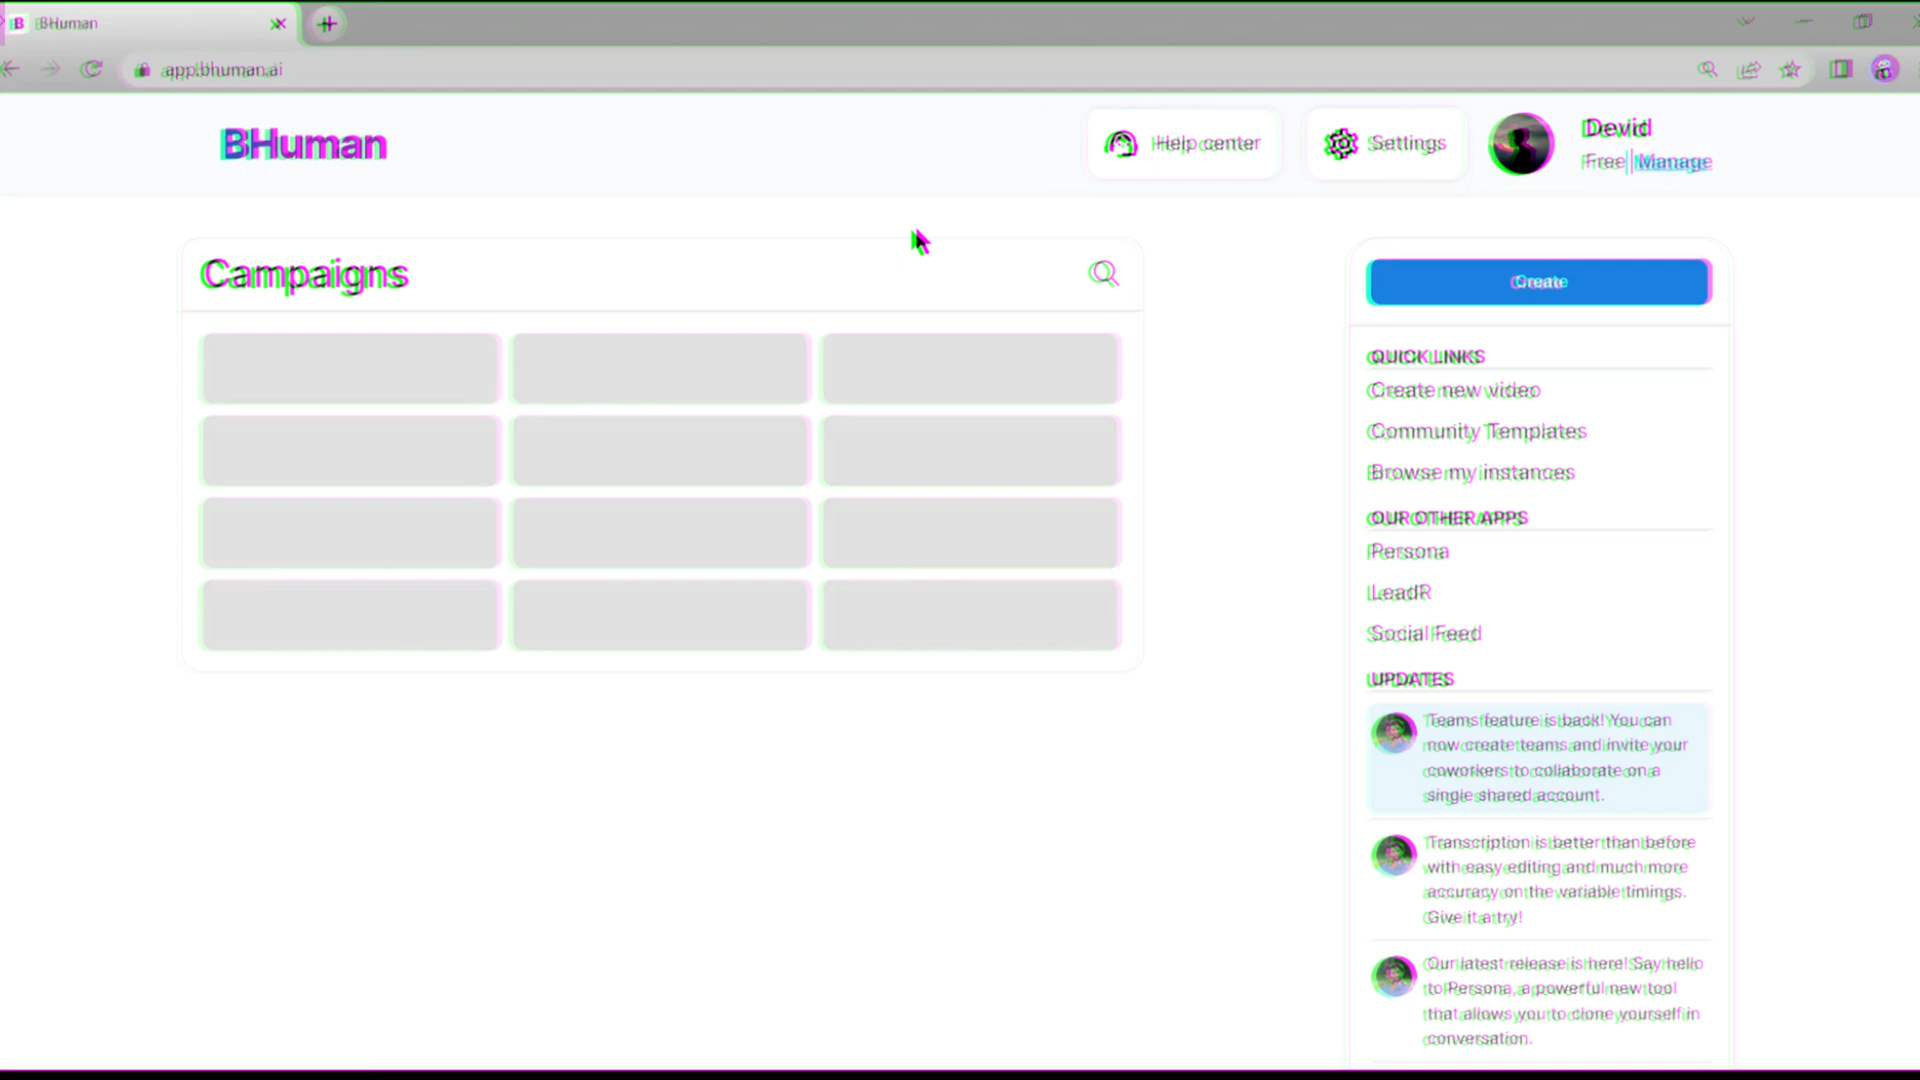 BHuman
app.bhuman.ai
BHuman
Help center
Settings
Devid
Free | Manage
Campaigns
Create
QUICK LINKS
Create new video
Community Templates
Browse my instances
OUR OTHER APPS
Persona
LeadR
Social Feed
UPDATES
Teams feature is back! You can
now create teams and invite your
coworkers to collaborate on a
single shared account.
Transcription is better than before
with easy editing and much more
accuracy on the variable timings.
Give it a try!
Our latest release is here! Say hello
to Persona, a powerful new tool
that allows you to clone yourself in
conversation.